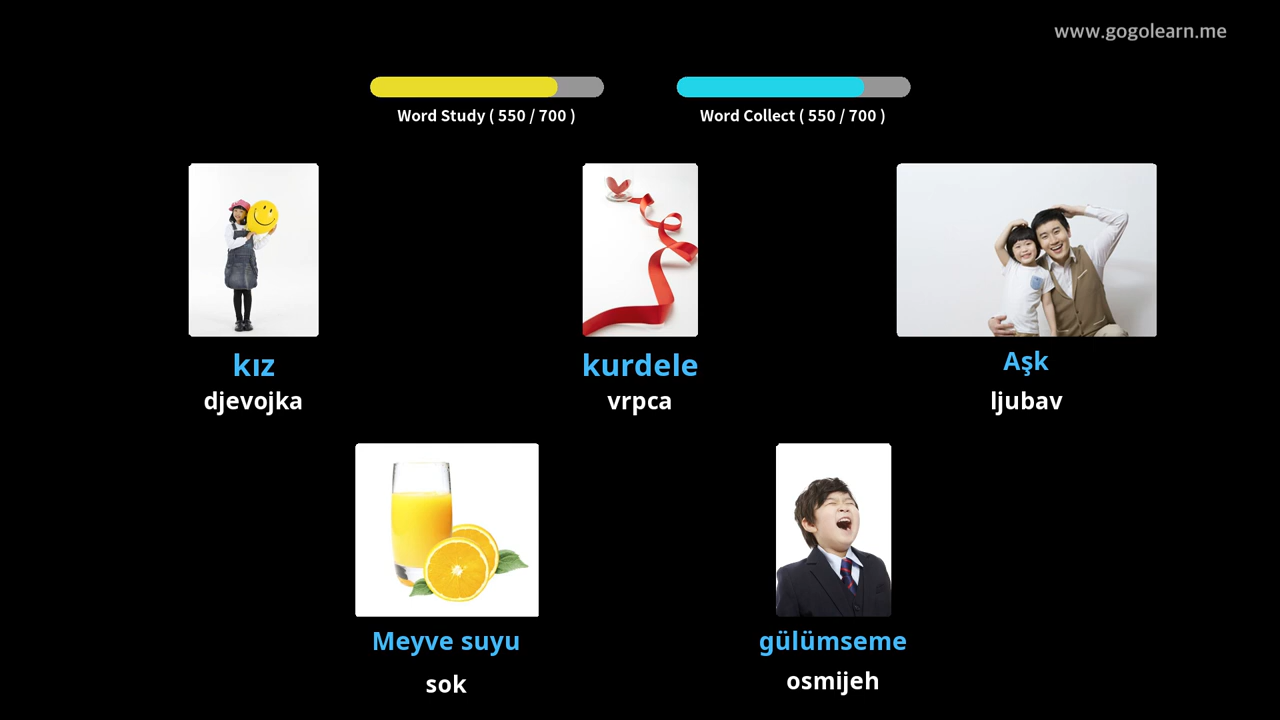 www.gogolearn.me
Word Study ( 550 / 700 )
Word Collect ( 550 / 700 )
kız
djevojka
kurdele
vrpca
Aşk
ljubav
Meyve suyu
sok
gülümseme
osmijeh